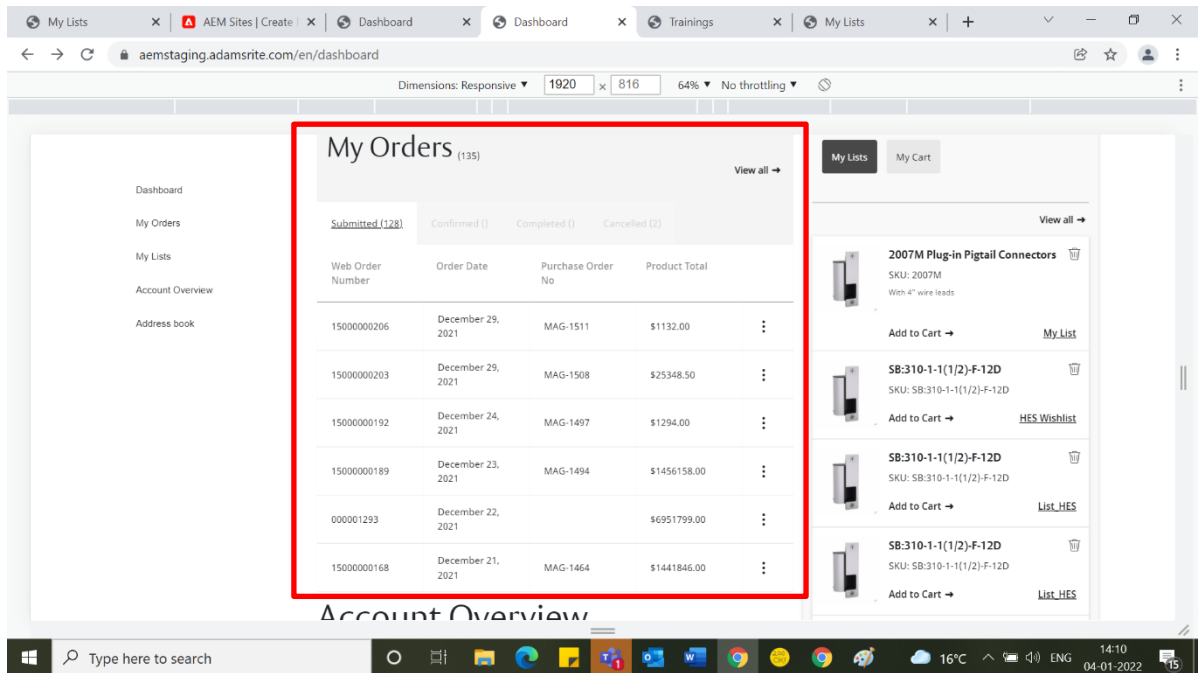 My Lists
AEM Sites | Create
Dashboard
Dashboard
Trainings
My Lists
aemstaging.adamsrite.com/en/dashboard
Dimensions: Responsive ▼ 1920 x 816 64% ▼ No throttling ▼
Dashboard
My Orders
My Lists
Account Overview
Address book
My Orders (135)
View all →
Submitted (128) Confirmed () Completed () Cancelled (2)
Web Order Order Date Purchase Order Product Total
Number No
15000000206 December 29, MAG-1511 $1132.00
2021
15000000203 December 29, MAG-1508 $25348.50
2021
15000000192 December 24, MAG-1497 $1294.00
2021
15000000189 December 23, MAG-1494 $1456158.00
2021
000001293 December 22, $6951799.00
2021
15000000168 December 21, MAG-1464 $1441846.00
2021
Account Overview
My Lists My Cart
View all →
2007M Plug-in Pigtail Connectors
SKU: 2007M
With 4" wire leads
Add to Cart → My List
SB:310-1-1(1/2)-F-12D
SKU: SB:310-1-1(1/2)-F-12D
Add to Cart → HES Wishlist
SB:310-1-1(1/2)-F-12D
SKU: SB:310-1-1(1/2)-F-12D
Add to Cart → List_HES
SB:310-1-1(1/2)-F-12D
SKU: SB:310-1-1(1/2)-F-12D
Add to Cart → List_HES
Type here to search
16°C ENG
14:10
04-01-2022
15